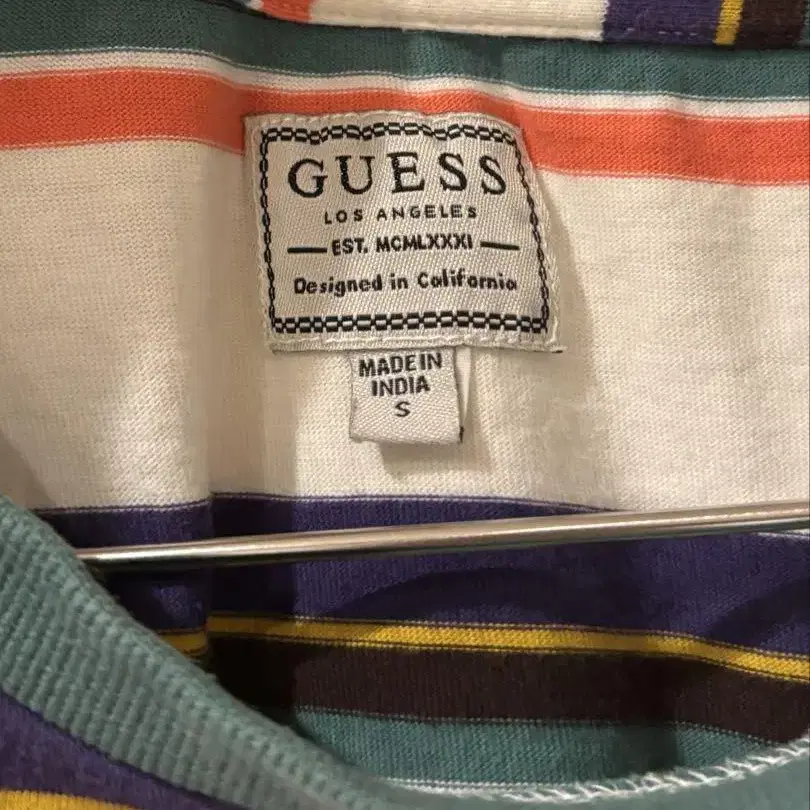 GUESS
LOS ANGELES
EST. MCMLXXXI
Designed in California
MADE IN
INDIA
S